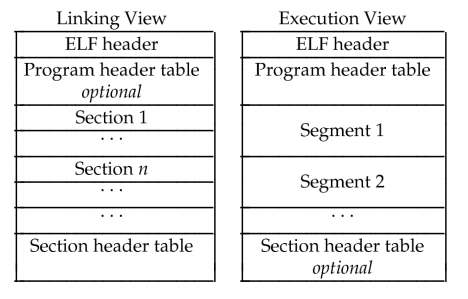 Linking View
ELF header
Program header table
optional
Section 1
. . .
Section n
. . .
. . .
Section header table
Execution View
ELF header
Program header table
Segment 1
Segment 2
. . .
Section header table
optional